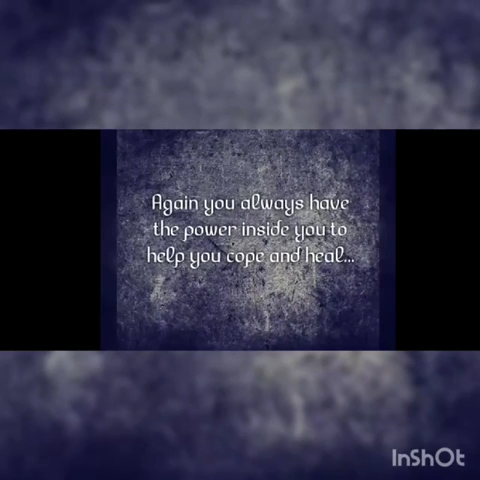 Again you always have
the power inside you to
help you cope and heal...
InShOt